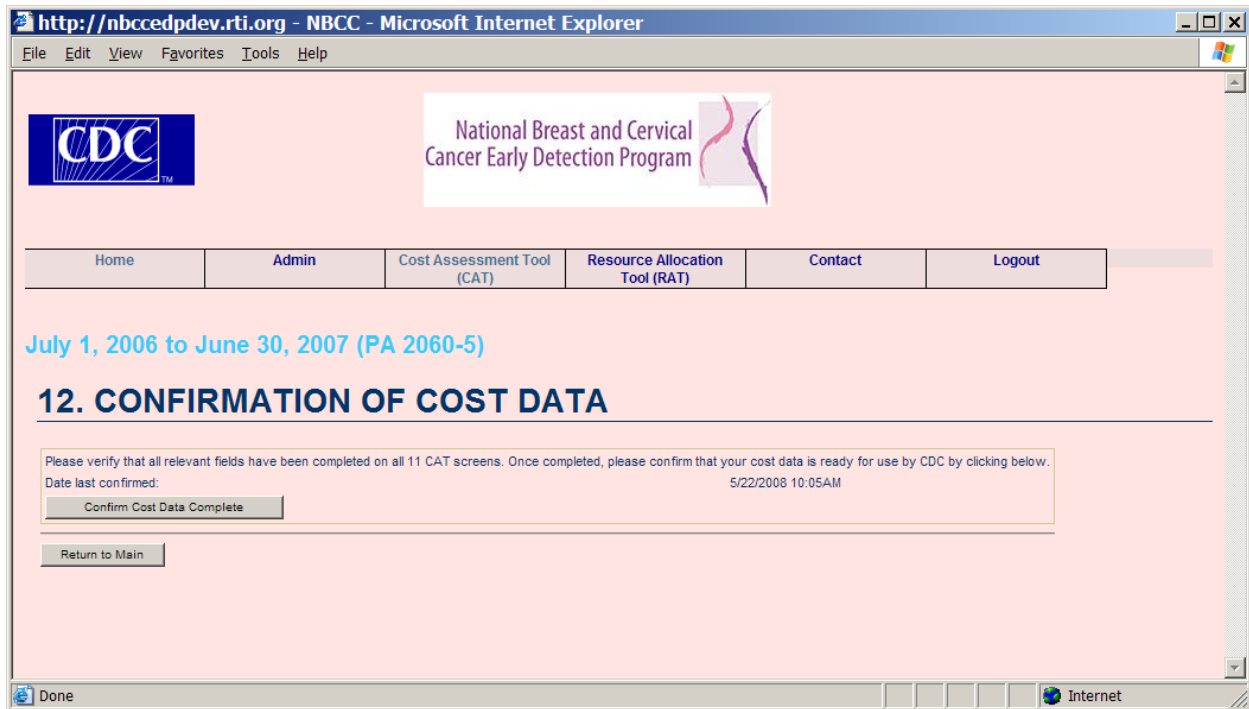 http://nbccedpdev.rti.org - NBCC - Microsoft Internet Explorer
File Edit View Favorites Tools Help
CDC
TM
National Breast and Cervical
Cancer Early Detection Program
Home Admin Cost Assessment Tool (CAT) Resource Allocation Tool (RAT) Contact Logout
July 1, 2006 to June 30, 2007 (PA 2060-5)
12. CONFIRMATION OF COST DATA
Please verify that all relevant fields have been completed on all 11 CAT screens. Once completed, please confirm that your cost data is ready for use by CDC by clicking below.
Date last confirmed: 5/22/2008 10:05AM
Confirm Cost Data Complete
Return to Main
Done Internet